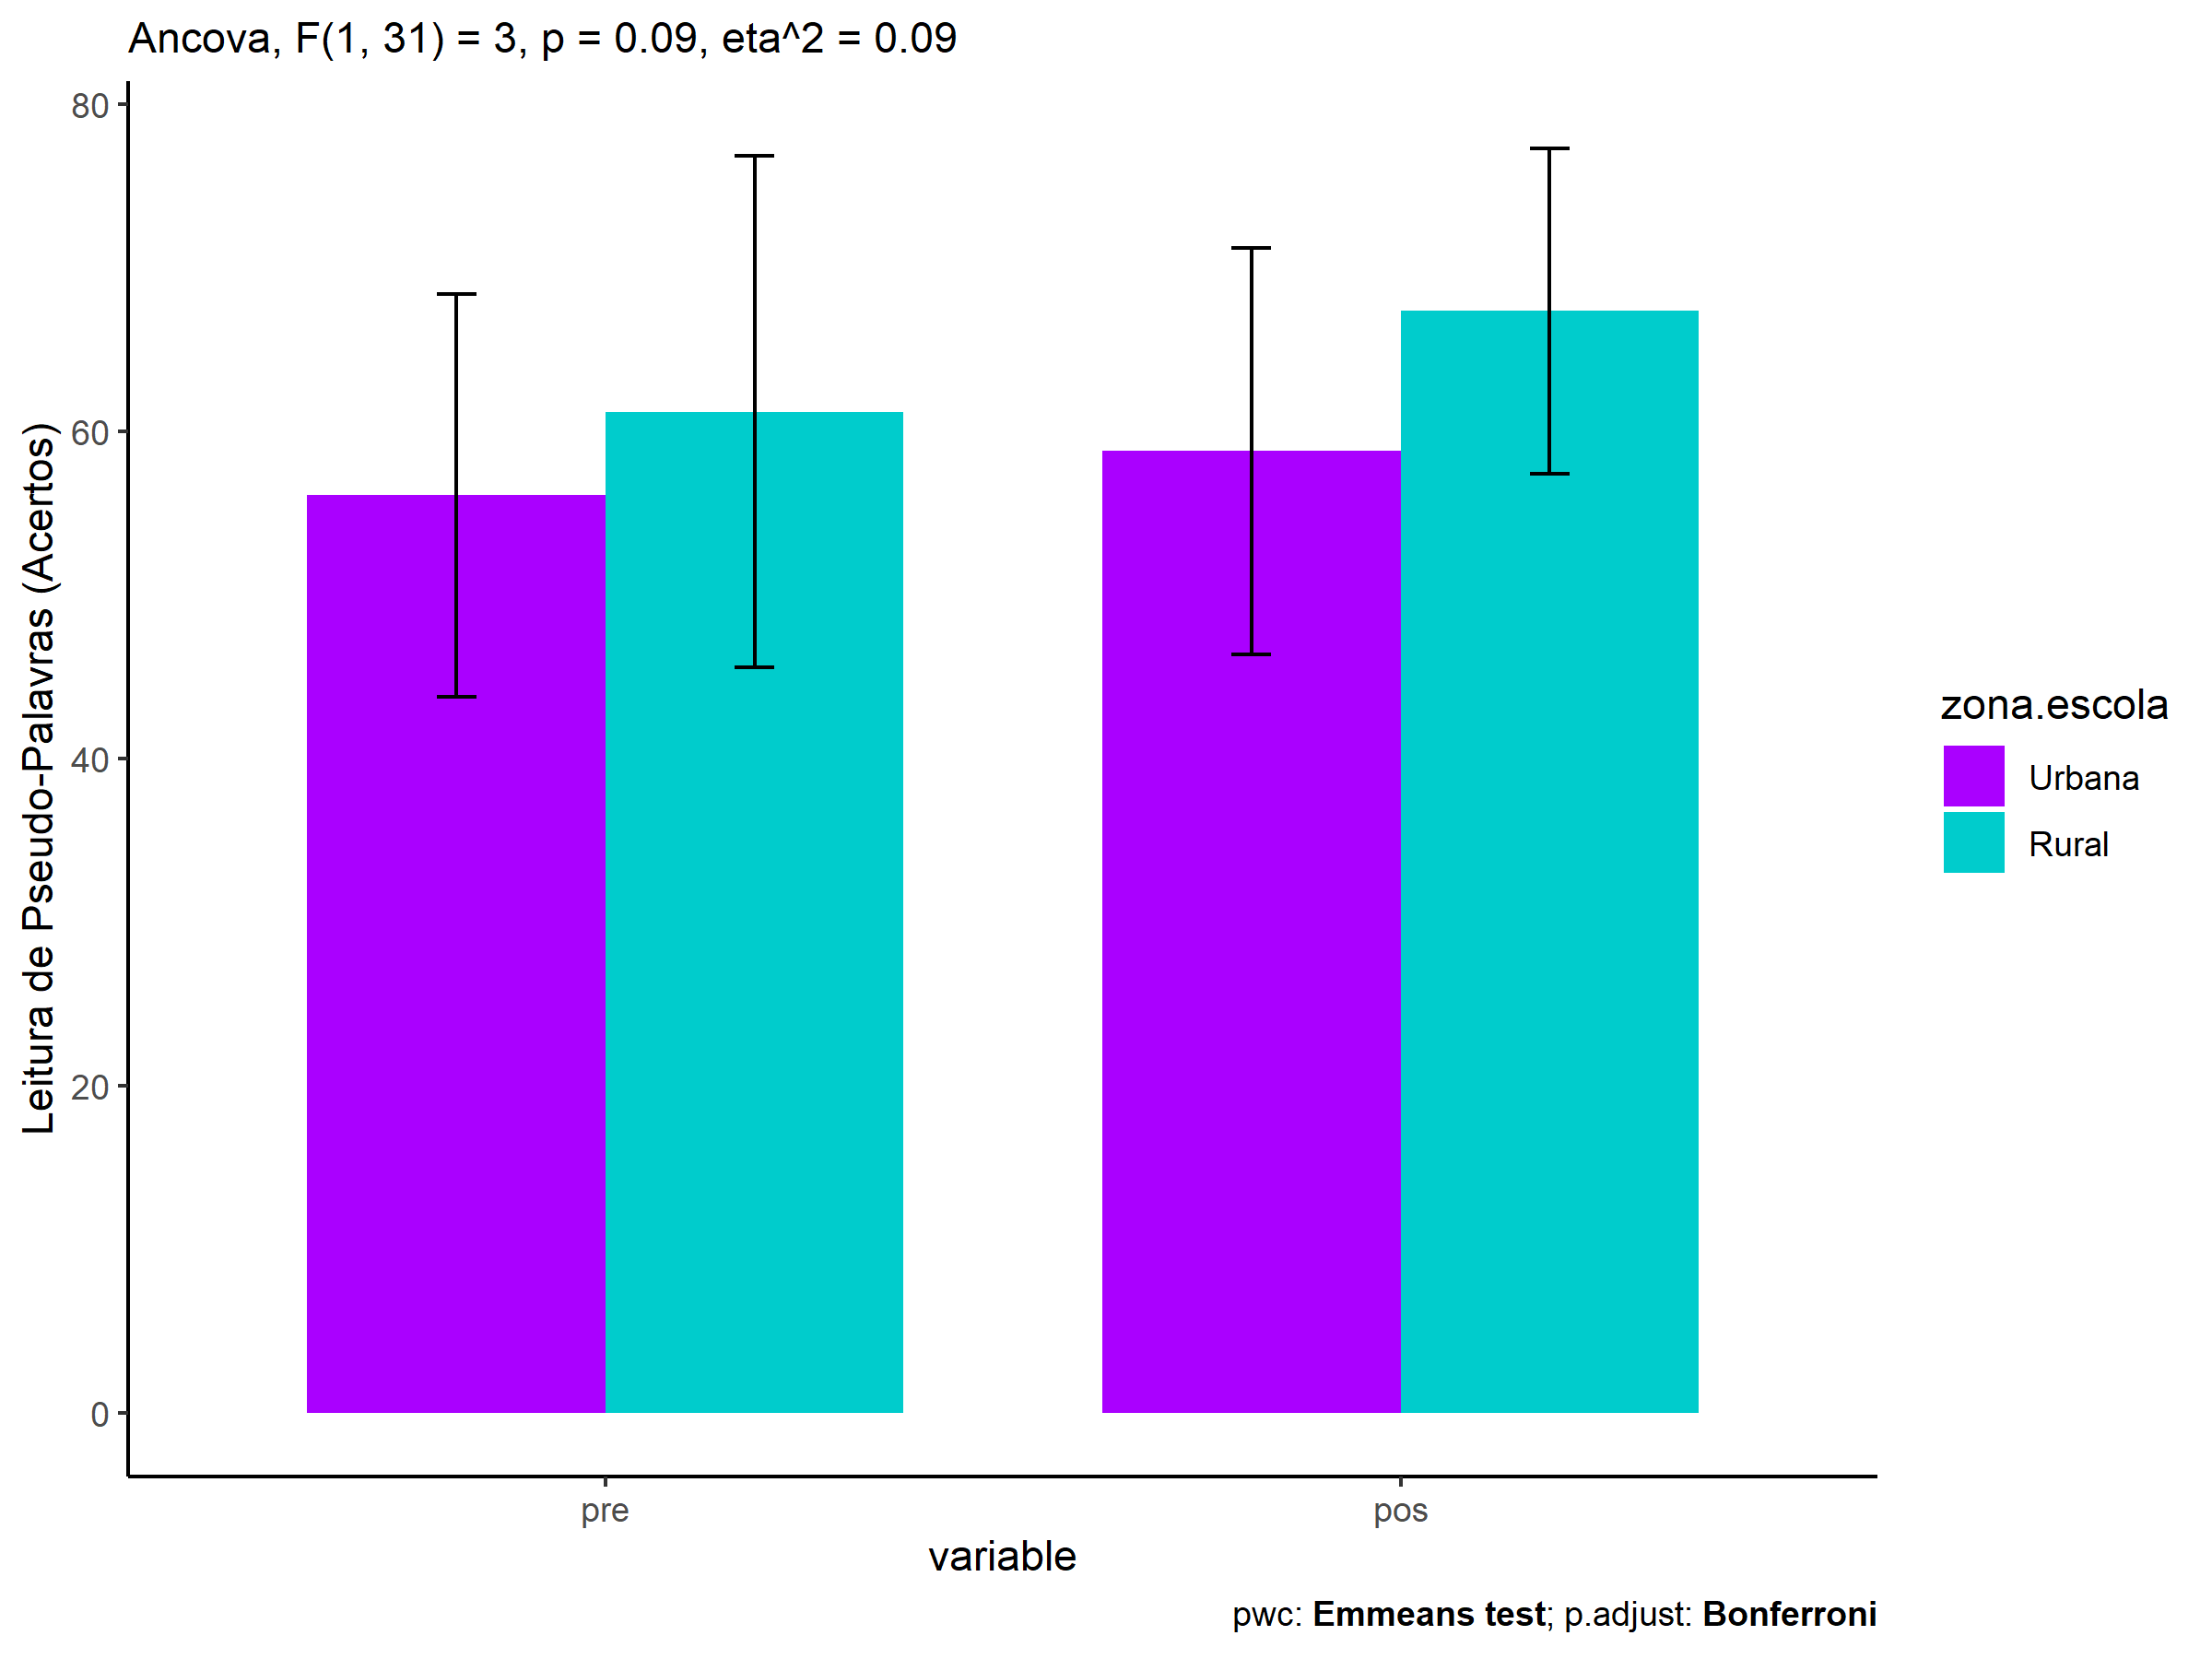 Ancova, F(1, 31) = 3, p = 0.09, eta^2 = 0.09
Leitura de Pseudo-Palavras (Acertos)
80
60
40
20
0
pre
pos
variable
zona.escola
Urbana
Rural
pwc: Emmeans test; p.adjust: Bonferroni